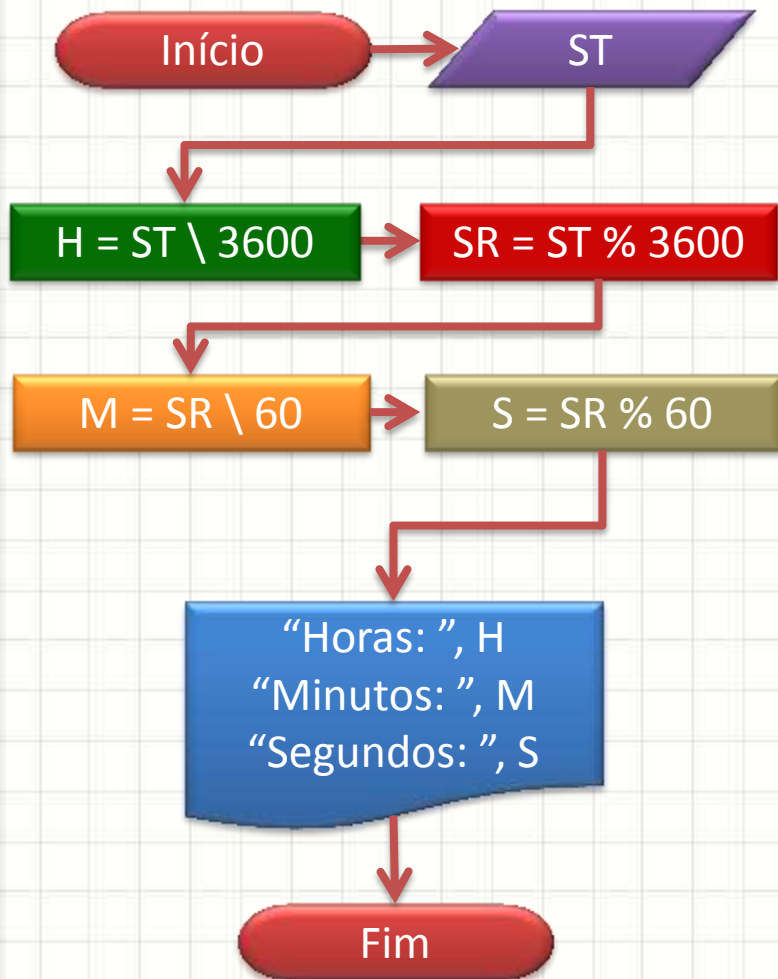 Início
ST
H = ST \ 3600
SR = ST % 3600
M = SR \ 60
S = SR % 60
“Horas: ”, H
“Minutos: ”, M
“Segundos: ”, S
Fim